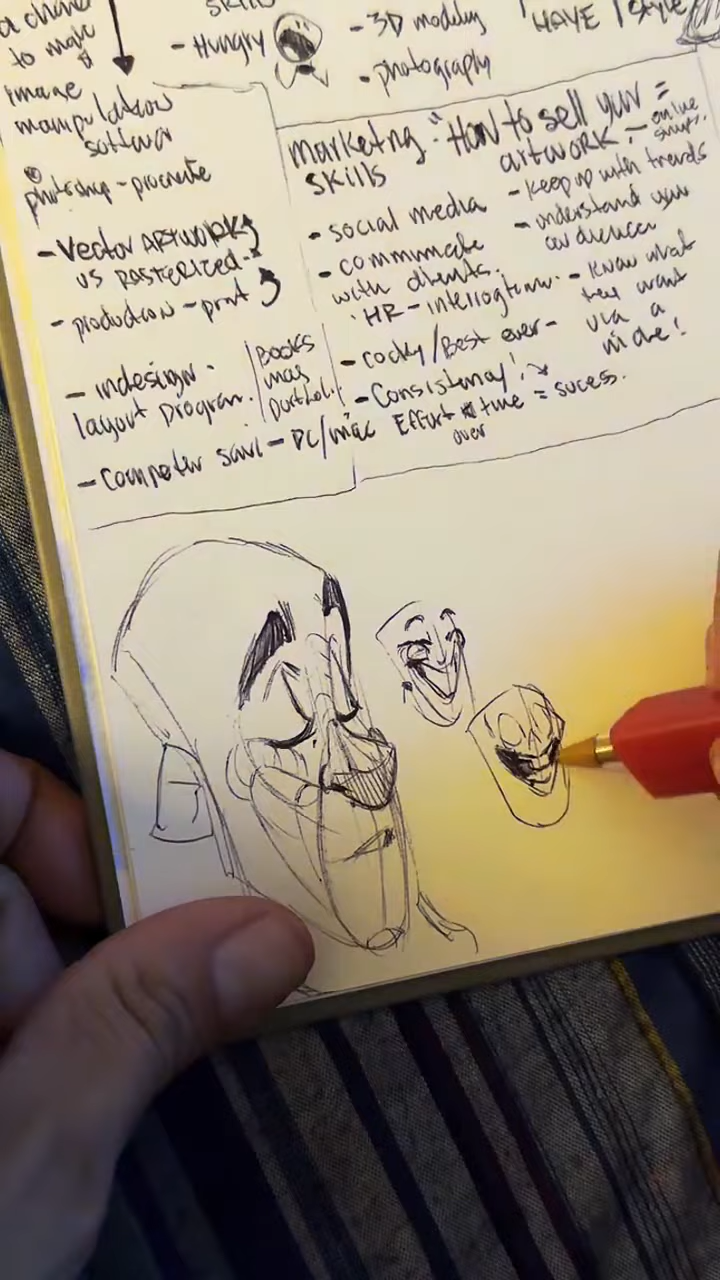 to make
image
manipulation
software
photoshop - procreate
- Vector ARTWORK
VS RASTERIZED -
- production - print
- indesign -
layout program.
Books
mag
- Computer savi - PC/mac
SKILLS
- Hungry
- 3D modeling
- photography
HAVE
Style
marketing
skills
- social media
- communicate
with clients.
HR -
- cocky/Best ever -
- Consistency!
Effort time = sucess.
over
"How to sell your =
artwork -
online
shops.
- keep up with trends
- understand your
audience
- know what
they want